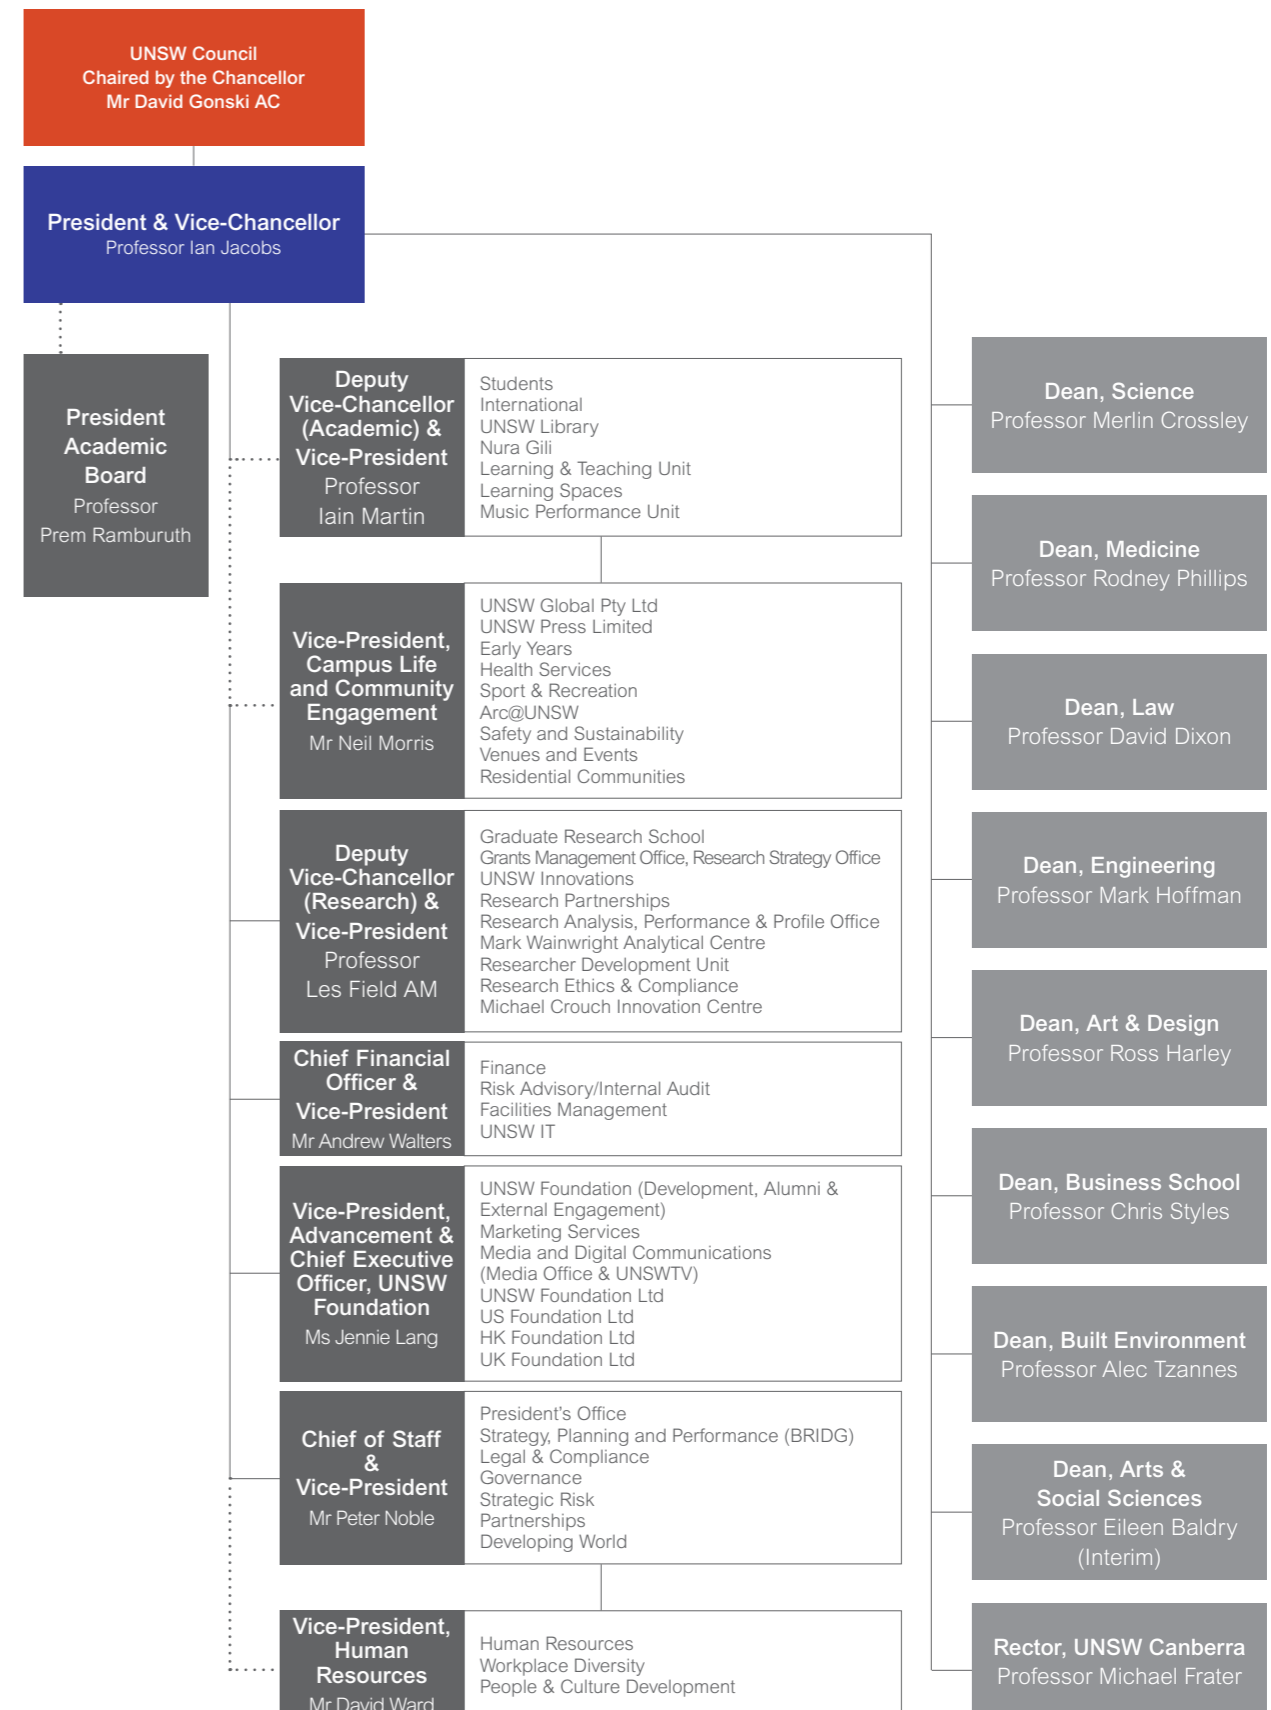 UNSW Council
Chaired by the Chancellor
Mr David Gonski AC
President & Vice-Chancellor
Professor Ian Jacobs
President
Academic
Board
Professor
Prem Ramburuth
Deputy
Vice-Chancellor
(Academic) &
Vice-President
Professor
Iain Martin
Students
International
UNSW Library
Nura Gili
Learning & Teaching Unit
Learning Spaces
Music Performance Unit
Vice-President,
Campus Life
and Community
Engagement
Mr Neil Morris
UNSW Global Pty Ltd
UNSW Press Limited
Early Years
Health Services
Sport & Recreation
Arc@UNSW
Safety and Sustainability
Venues and Events
Residential Communities
Deputy
Vice-Chancellor
(Research) &
Vice-President
Professor
Les Field AM
Graduate Research School
Grants Management Office, Research Strategy Office
UNSW Innovations
Research Partnerships
Research Analysis, Performance & Profile Office
Mark Wainwright Analytical Centre
Researcher Development Unit
Research Ethics & Compliance
Michael Crouch Innovation Centre
Chief Financial
Officer &
Vice-President
Mr Andrew Walters
Finance
Risk Advisory/Internal Audit
Facilities Management
UNSW IT
Vice-President,
Advancement &
Chief Executive
Officer, UNSW
Foundation
Ms Jennie Lang
UNSW Foundation (Development, Alumni &
External Engagement)
Marketing Services
Media and Digital Communications
(Media Office & UNSWTV)
UNSW Foundation Ltd
US Foundation Ltd
HK Foundation Ltd
UK Foundation Ltd
Chief of Staff
&
Vice-President
Mr Peter Noble
President's Office
Strategy, Planning and Performance (BRIDG)
Legal & Compliance
Governance
Strategic Risk
Partnerships
Developing World
Vice-President,
Human
Resources
Mr David Ward
Human Resources
Workplace Diversity
People & Culture Development
Dean, Science
Professor Merlin Crossley
Dean, Medicine
Professor Rodney Phillips
Dean, Law
Professor David Dixon
Dean, Engineering
Professor Mark Hoffman
Dean, Art & Design
Professor Ross Harley
Dean, Business School
Professor Chris Styles
Dean, Built Environment
Professor Alec Tzannes
Dean, Arts &
Social Sciences
Professor Eileen Baldry
(Interim)
Rector, UNSW Canberra
Professor Michael Frater